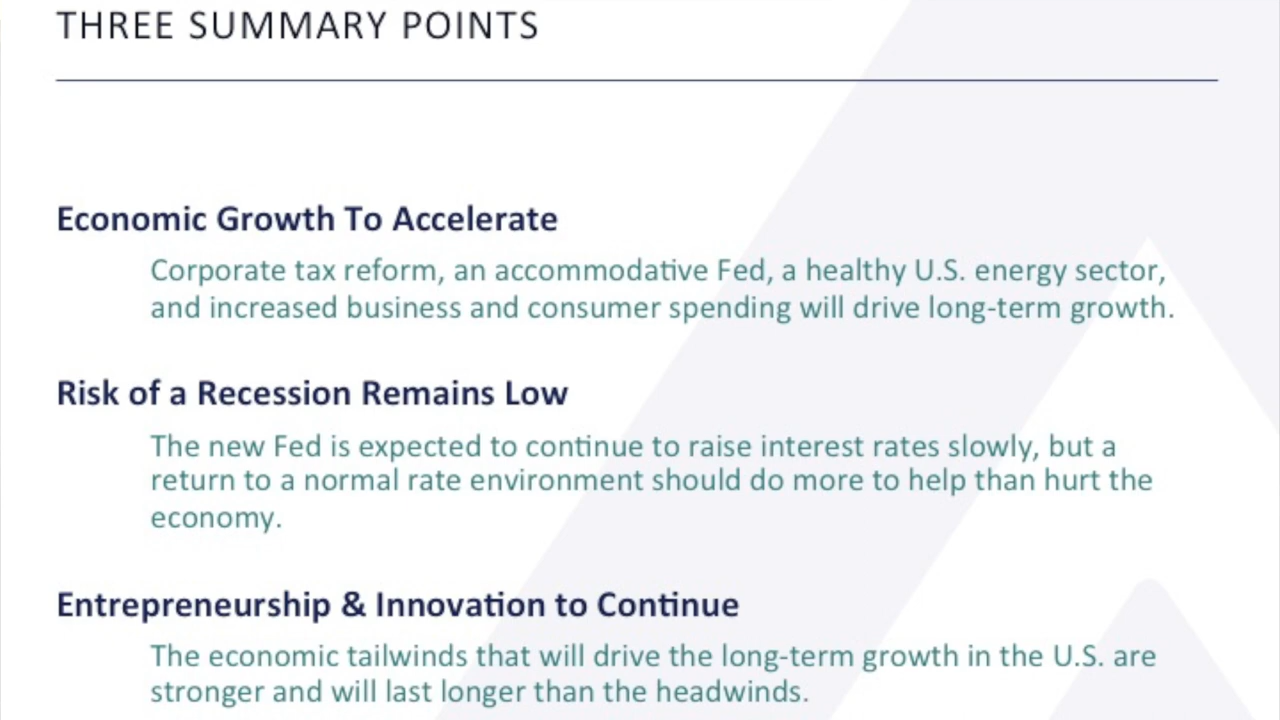 THREE SUMMARY POINTS
Economic Growth To Accelerate
Corporate tax reform, an accommodative Fed, a healthy U.S. energy sector,
and increased business and consumer spending will drive long-term growth.
Risk of a Recession Remains Low
The new Fed is expected to continue to raise interest rates slowly, but a
return to a normal rate environment should do more to help than hurt the
economy.
Entrepreneurship & Innovation to Continue
The economic tailwinds that will drive the long-term growth in the U.S. are
stronger and will last longer than the headwinds.